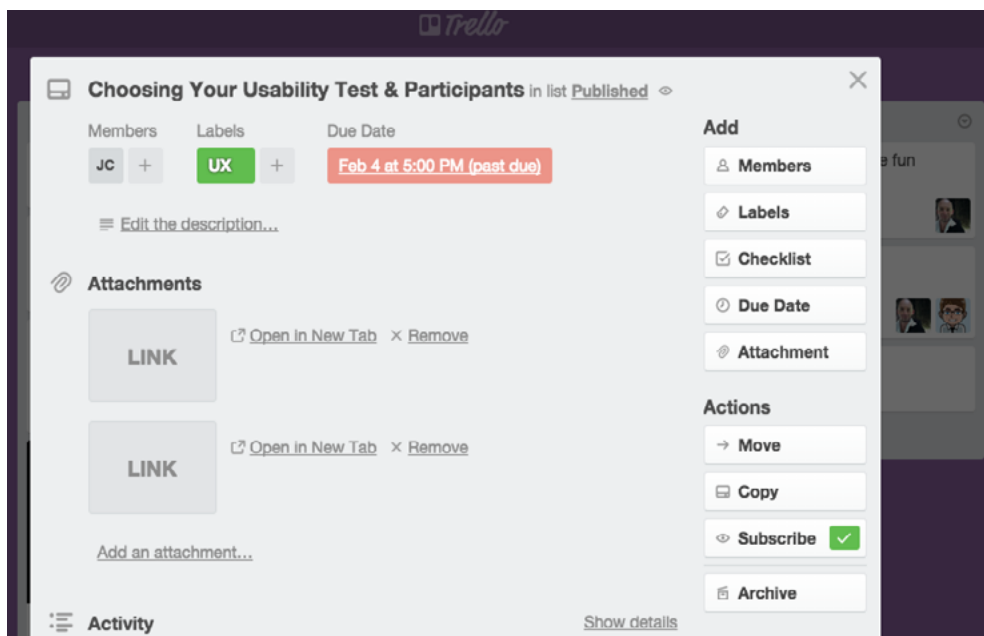 Trello
Choosing Your Usability Test & Participants in list Published
Members
Labels
Due Date
JC
+
UX
+
Feb 4 at 5:00 PM (past due)
Edit the description...
Attachments
LINK
Open in New Tab
Remove
LINK
Open in New Tab
Remove
Add an attachment...
Activity
Show details
Add
Members
Labels
Checklist
Due Date
Attachment
Actions
Move
Copy
Subscribe
Archive
fun